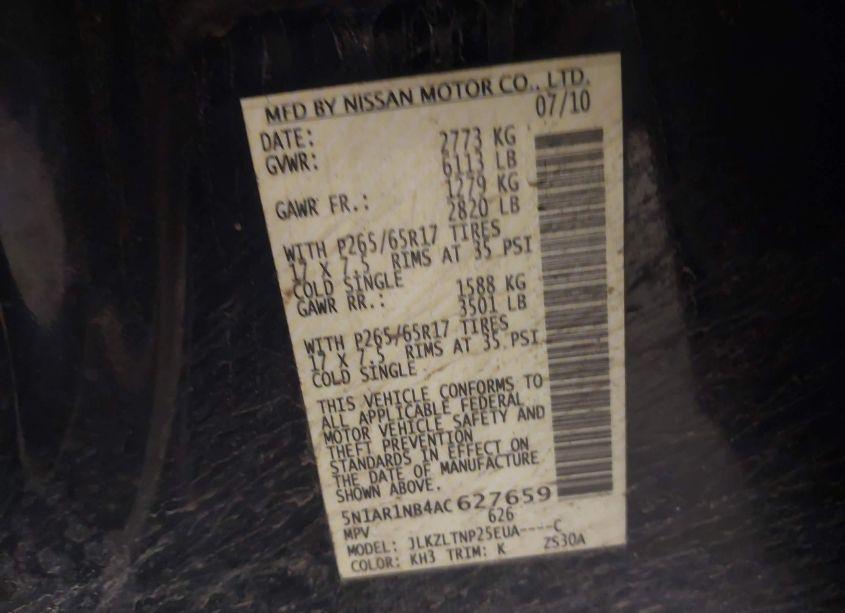 MFD BY NISSAN MOTOR CO., LTD.
DATE: 07/10
GVWR: 2773 KG
6113 LB
GAWR FR.: 1279 KG
2820 LB
WITH P265/65R17 TIRES
17 X 7.5 RIMS AT 35 PSI
COLD SINGLE
GAWR RR.: 1588 KG
3501 LB
WITH P265/65R17 TIRES
17 X 7.5 RIMS AT 35 PSI
COLD SINGLE
THIS VEHICLE CONFORMS TO
ALL APPLICABLE FEDERAL
MOTOR VEHICLE SAFETY AND
THEFT PREVENTION
STANDARDS IN EFFECT ON
THE DATE OF MANUFACTURE
SHOWN ABOVE.
5N1AR1NB4AC627659
MPV 626
MODEL: JLKZLTNP25EUA----C
COLOR: KH3 TRIM: K ZS30A